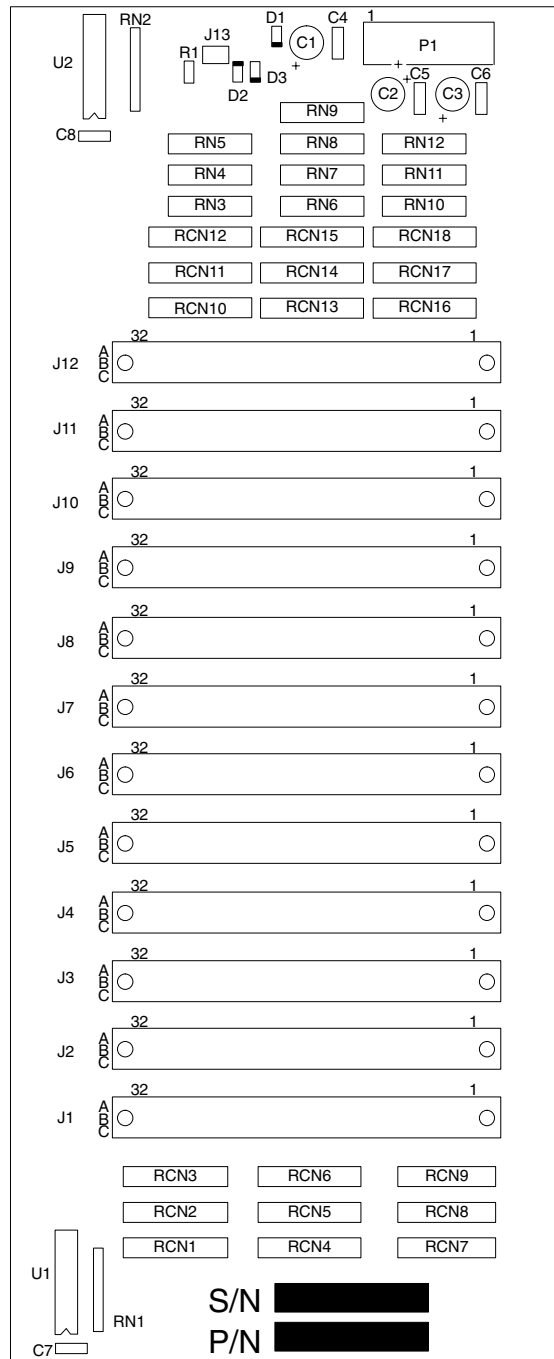 RN2 D1 C4 1
U2 J13 C1 P1
R1 + +
+ C5 C6
D2 D3 C2 C3
RN9 +
C8 RN5 RN8 RN12
RN4 RN7 RN11
RN3 RN6 RN10
RCN12 RCN15 RCN18
RCN11 RCN14 RCN17
RCN10 RCN13 RCN16
32 1
A
J12 B
C
32 1
A
J11 B
C
32 1
A
J10 B
C
32 1
A
J9 B
C
32 1
A
J8 B
C
32 1
A
J7 B
C
32 1
A
J6 B
C
32 1
A
J5 B
C
32 1
A
J4 B
C
32 1
A
J3 B
C
32 1
A
J2 B
C
32 1
A
J1 B
C
RCN3 RCN6 RCN9
RCN2 RCN5 RCN8
RCN1 RCN4 RCN7
U1
S/N
RN1
P/N
C7